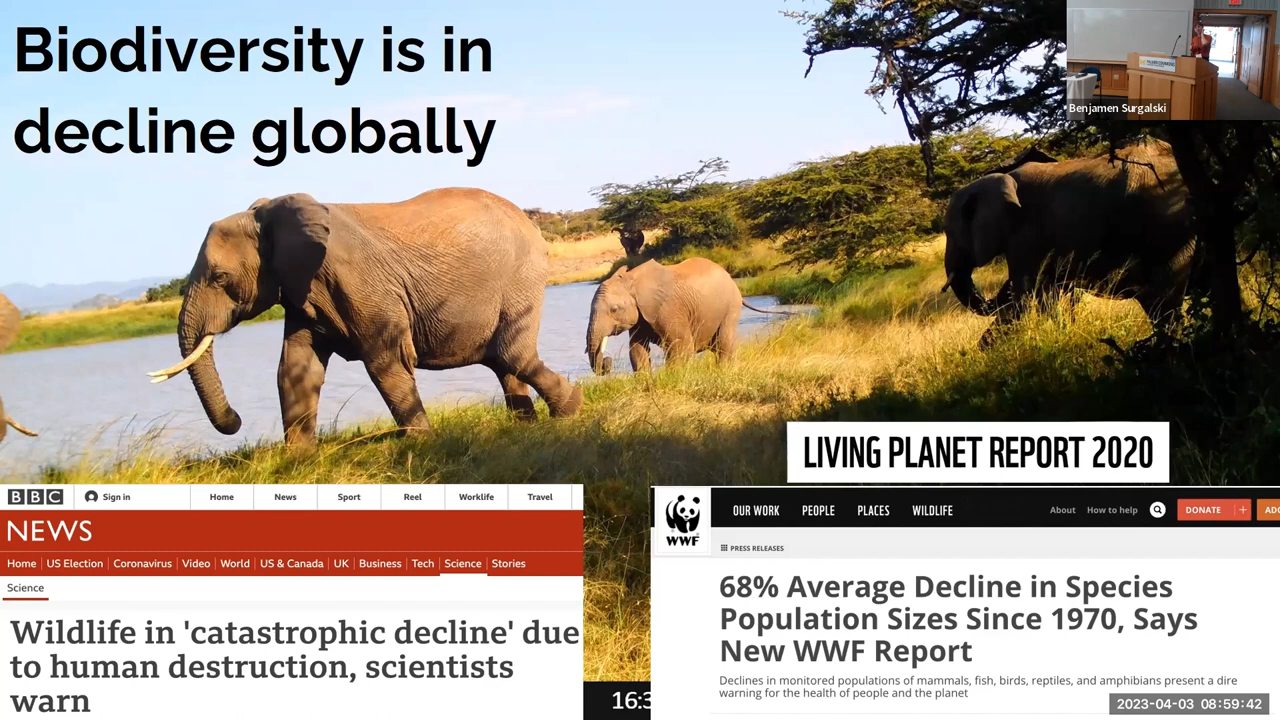 Biodiversity is in
decline globally
Benjamen Surgalski
LIVING PLANET REPORT 2020
BBC Sign in Home News Sport Reel Worklife Travel
NEWS
Home US Election Coronavirus Video World US & Canada UK Business Tech Science Stories
Science
Wildlife in 'catastrophic decline' due
to human destruction, scientists
warn
16:3
WWF OUR WORK PEOPLE PLACES WILDLIFE About How to help DONATE +
PRESS RELEASES
68% Average Decline in Species
Population Sizes Since 1970, Says
New WWF Report
Declines in monitored populations of mammals, fish, birds, reptiles, and amphibians present a dire
warning for the health of people and the planet
2023-04-03 08:59:42